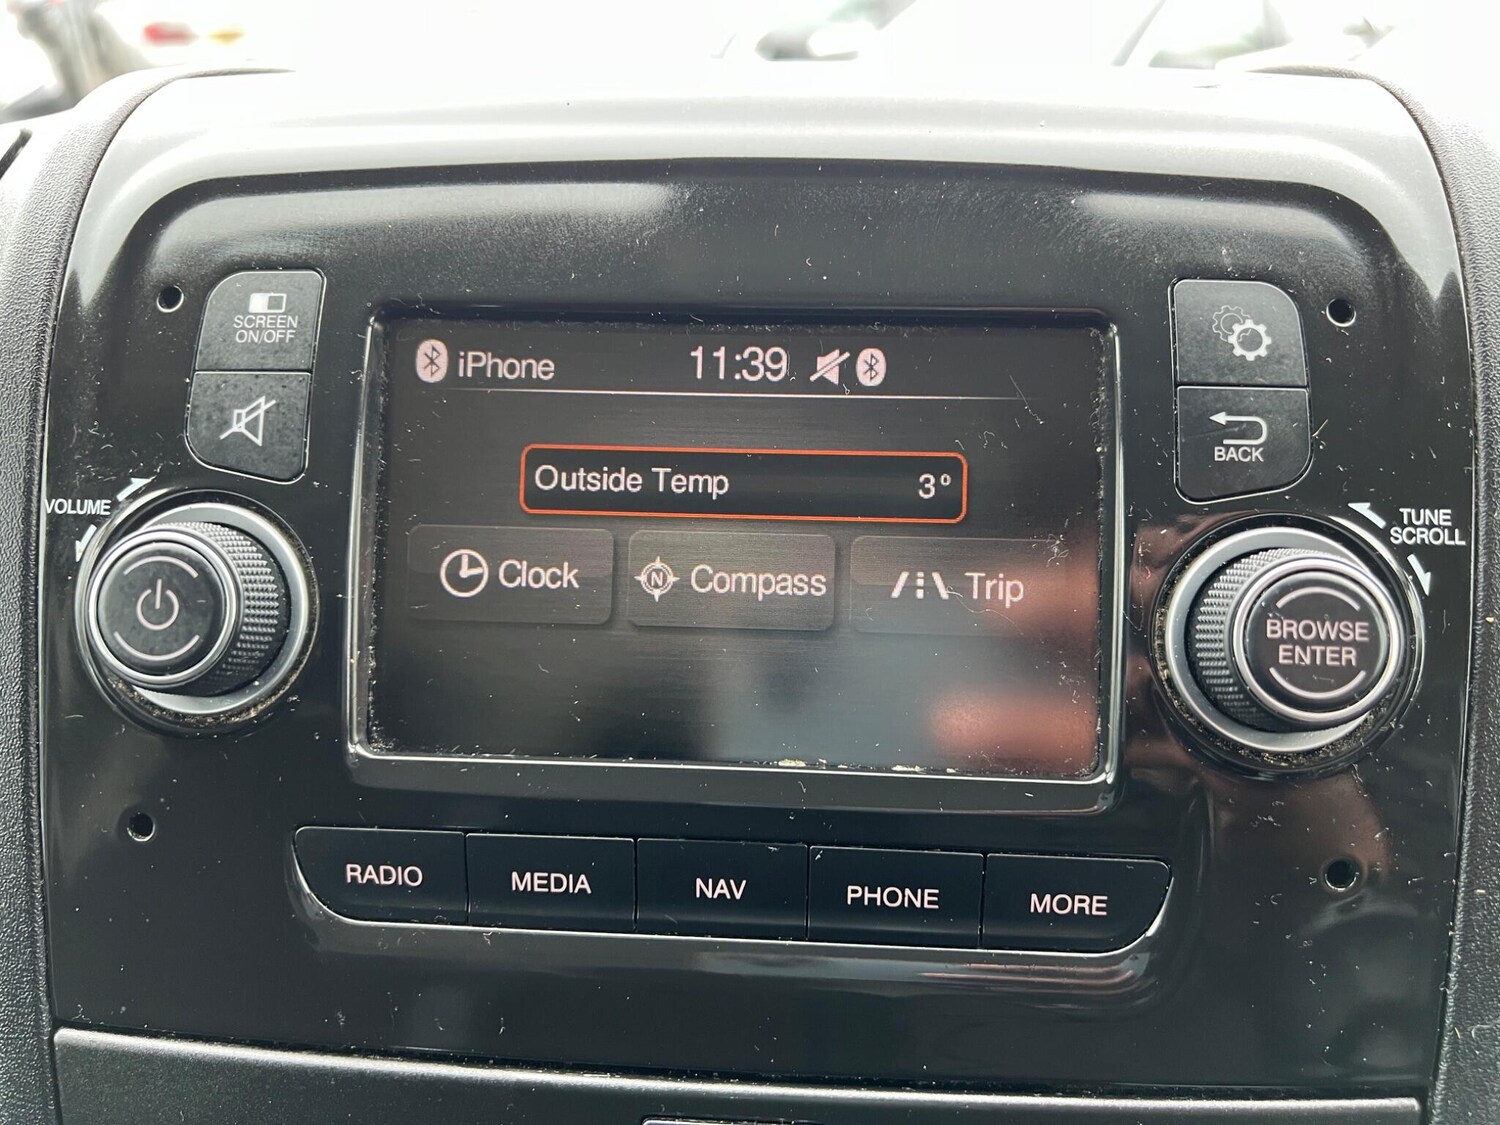 SCREEN
ON/OFF
iPhone 11:39
BACK
VOLUME
TUNE
SCROLL
Outside Temp 3°
Clock N Compass Trip
BROWSE
ENTER
RADIO MEDIA NAV PHONE MORE